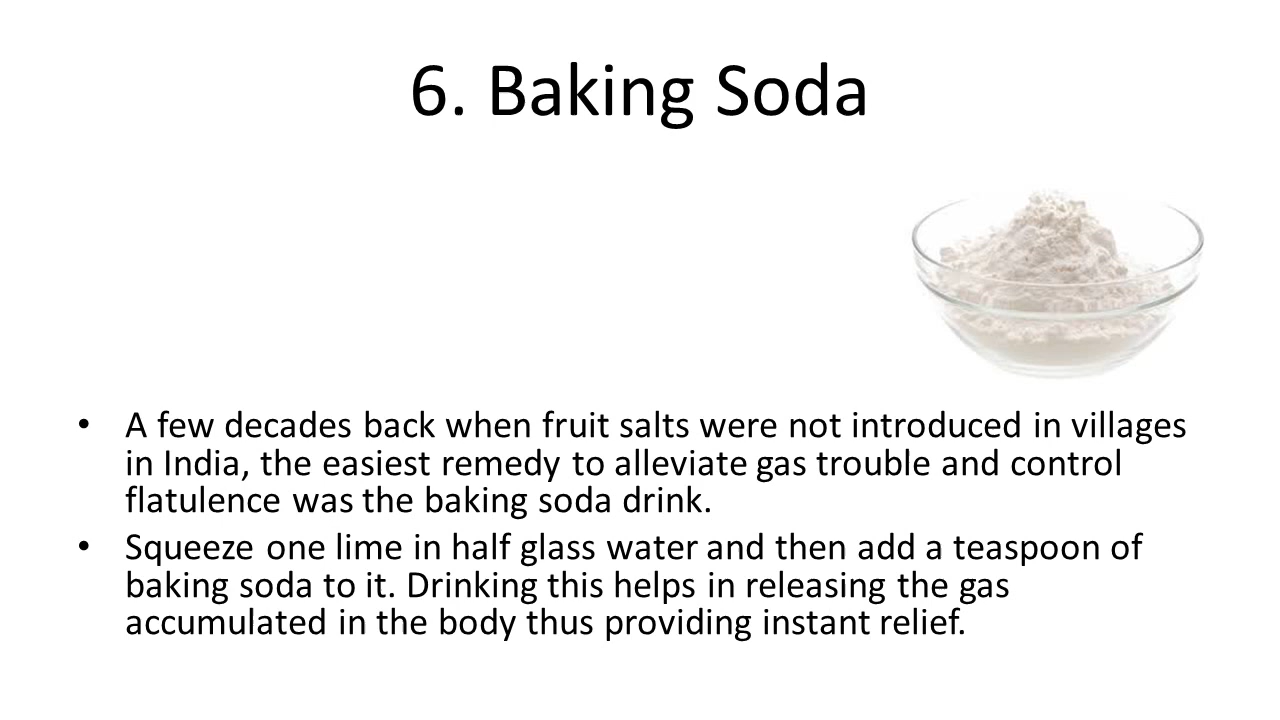 6. Baking Soda
• A few decades back when fruit salts were not introduced in villages
in India, the easiest remedy to alleviate gas trouble and control
flatulence was the baking soda drink.
• Squeeze one lime in half glass water and then add a teaspoon of
baking soda to it. Drinking this helps in releasing the gas
accumulated in the body thus providing instant relief.